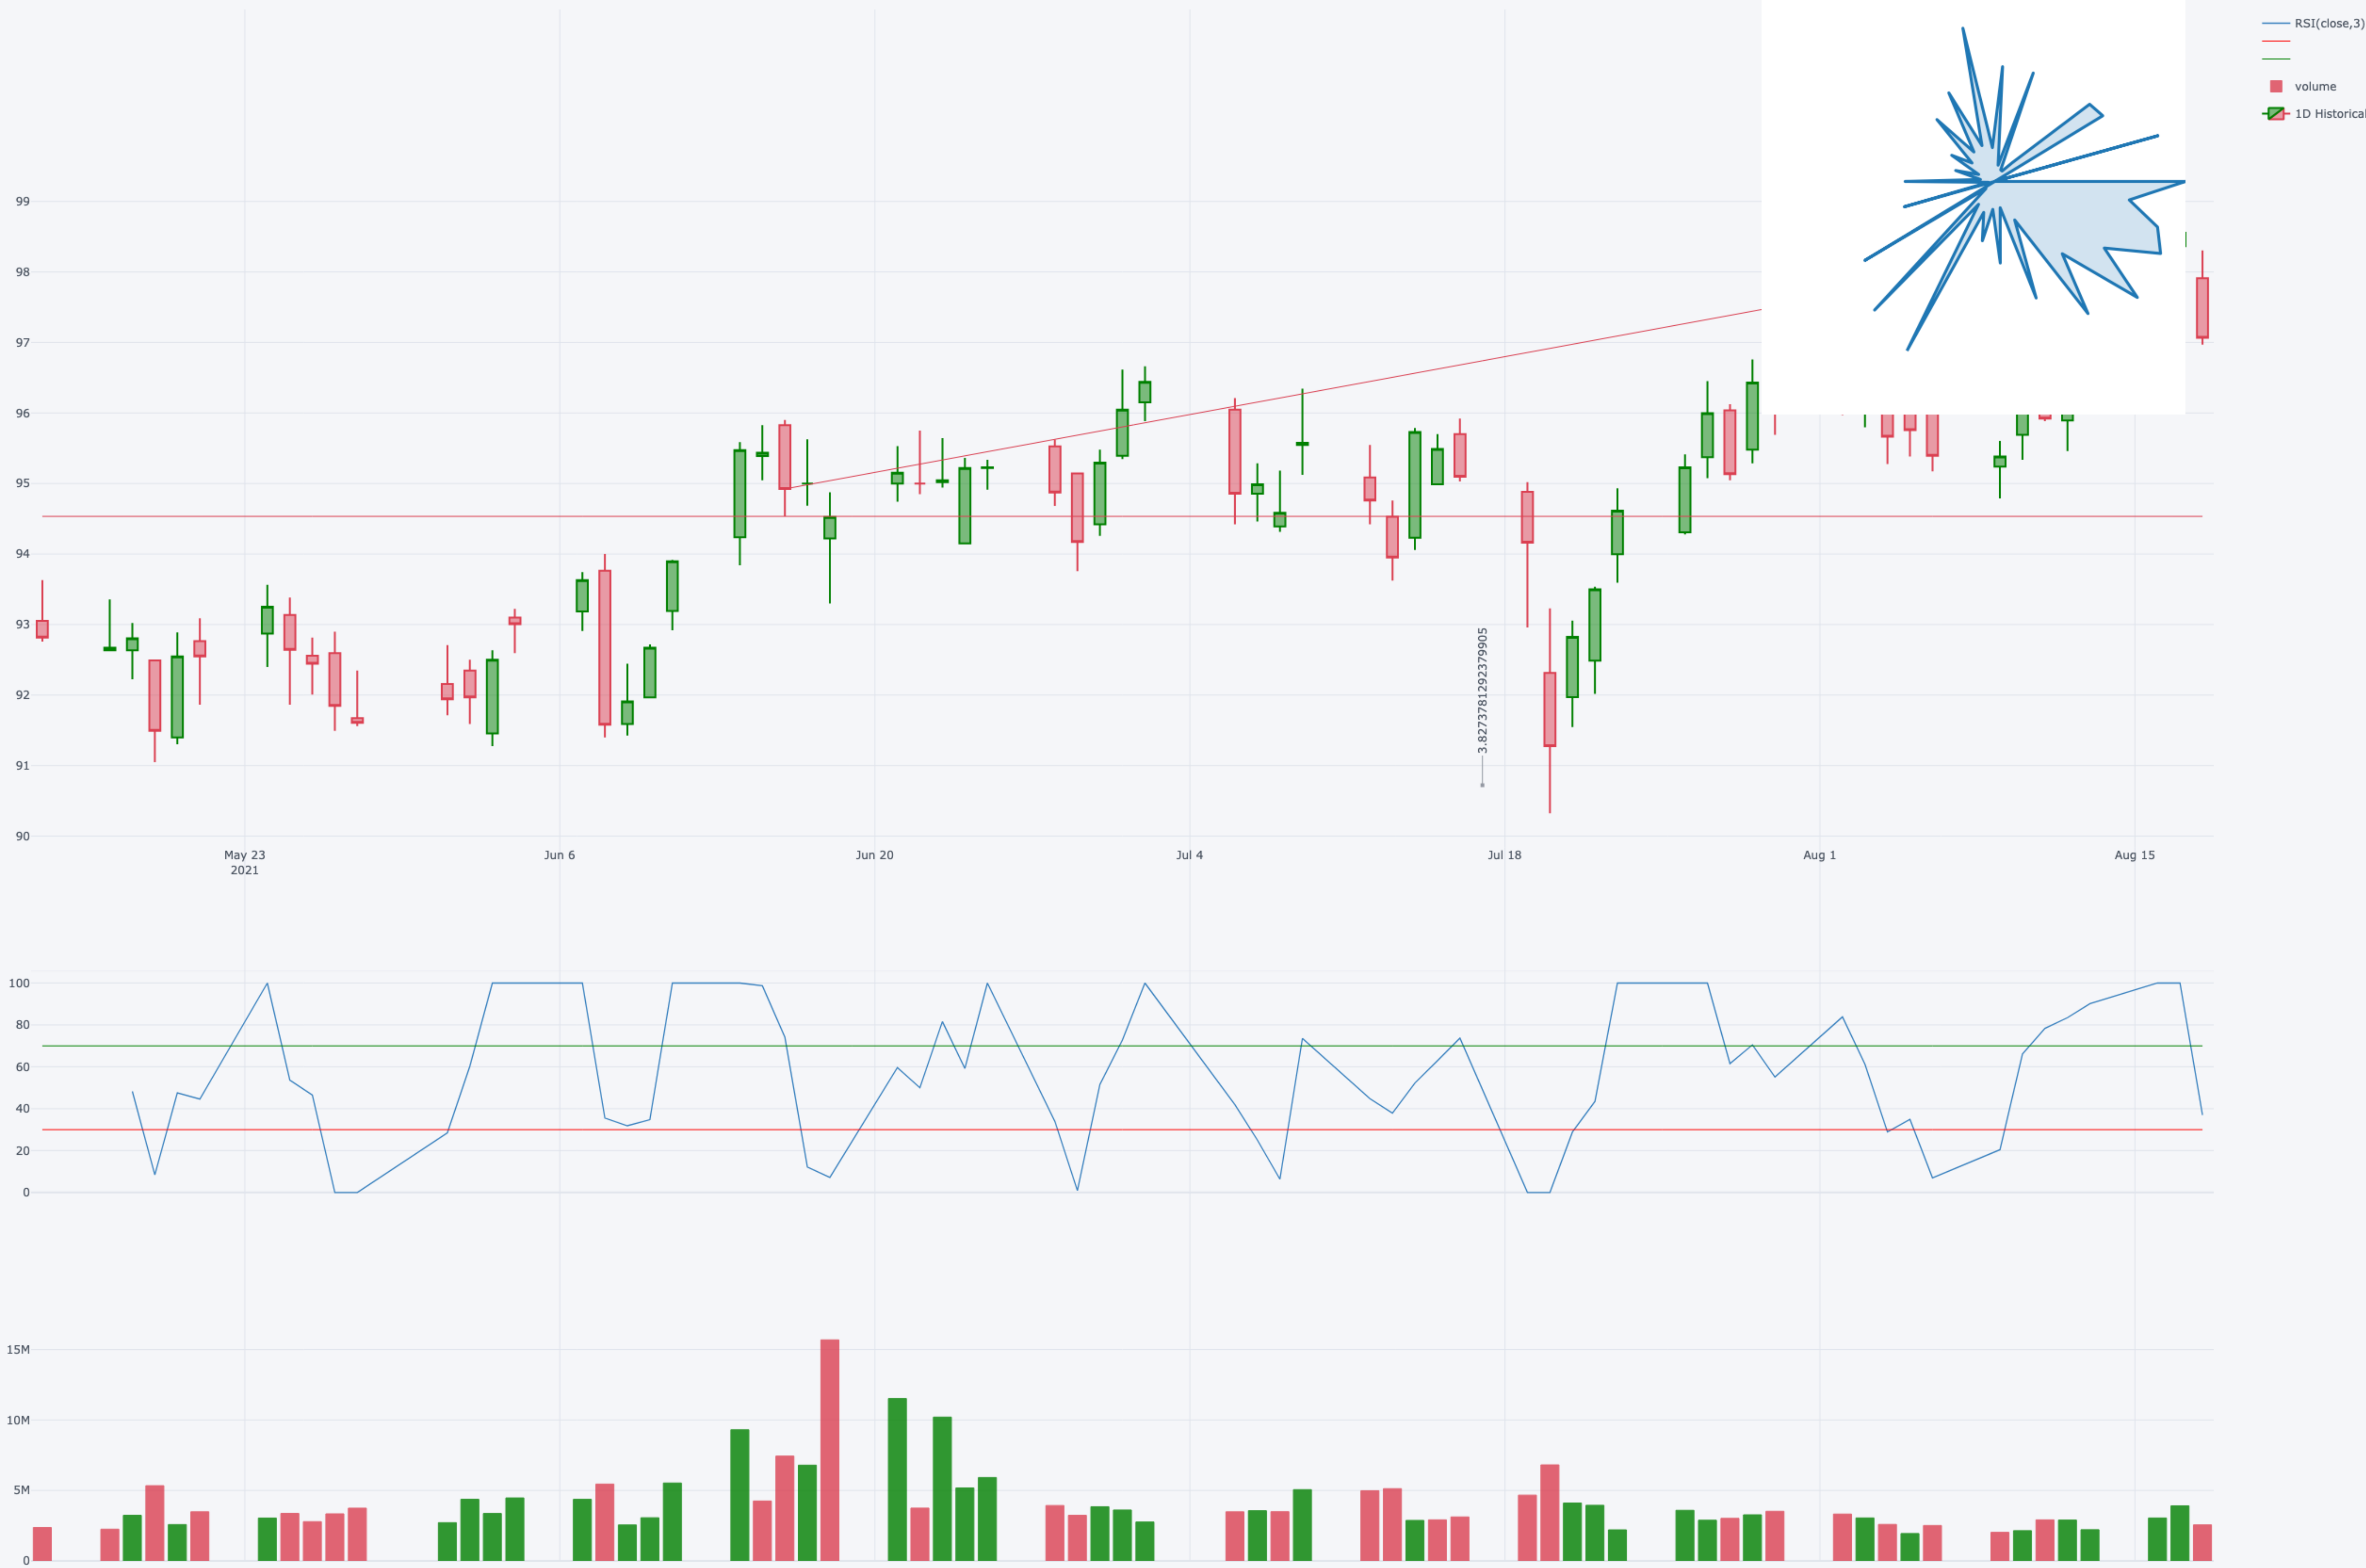 RSI(close,3)
volume
1D Historical
99
98
97
96
95
94
93
92
91
90
3.8273781292379905
May 23
2021
Jun 6
Jun 20
Jul 4
Jul 18
Aug 1
Aug 15
100
80
60
40
20
0
15M
10M
5M
0